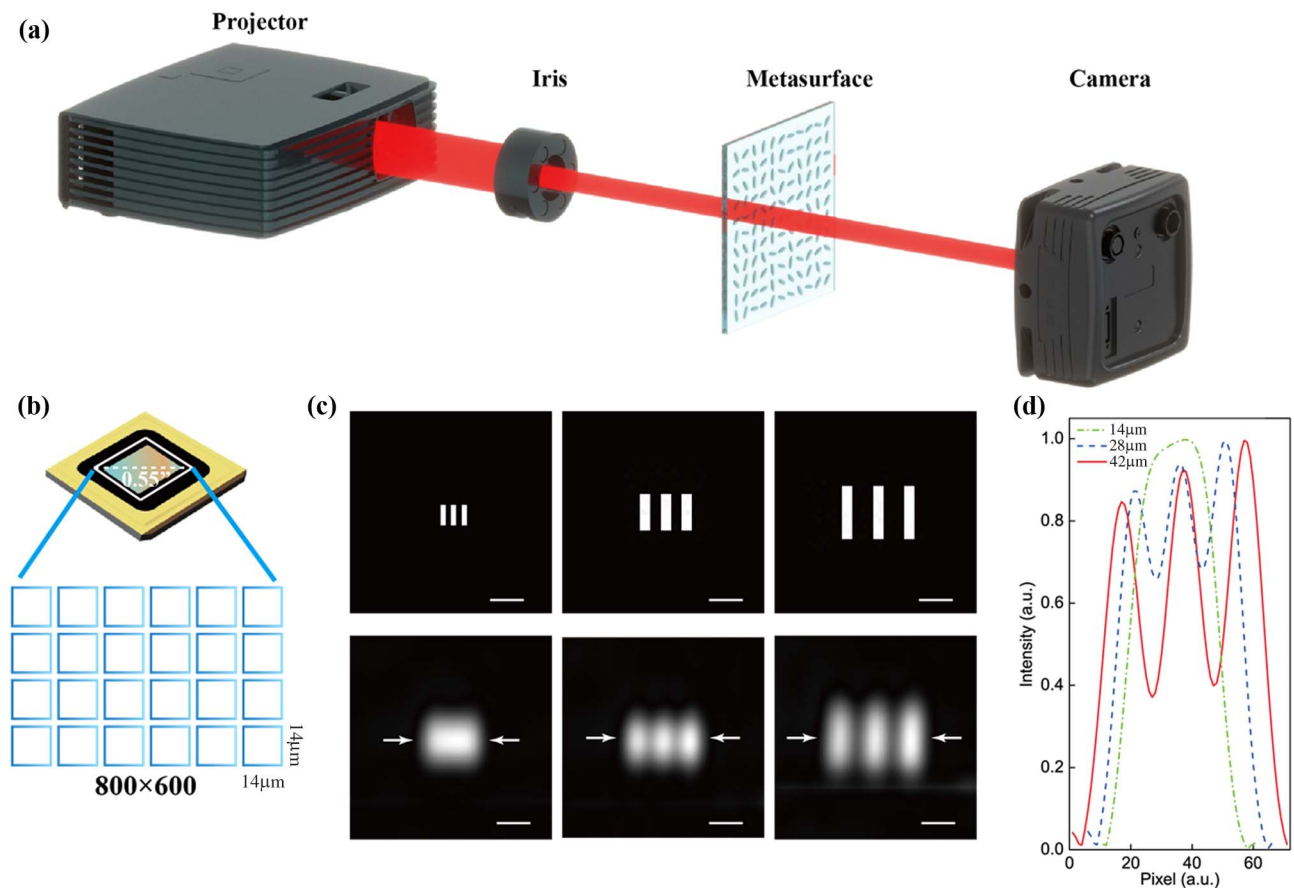 (a)
Projector
Iris
Metasurface
Camera
(b)
0.55”
14μm
14μm
800×600
(c)
(d)
14μm
28μm
42μm
1.0
0.8
0.6
0.4
0.2
0.0
Intensity (a.u.)
0
20
40
60
Pixel (a.u.)